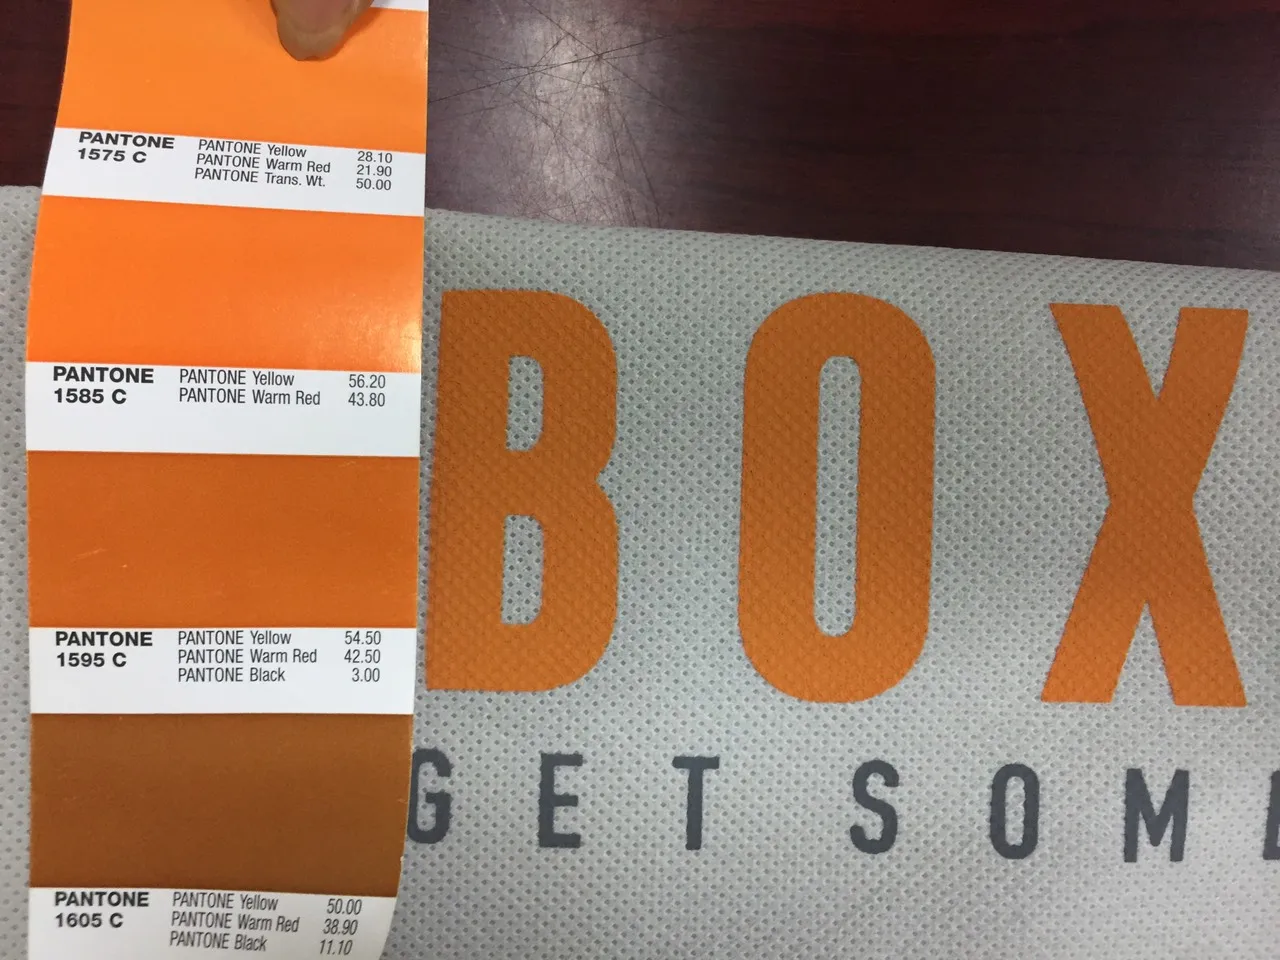 PANTONE
1575 C
PANTONE Yellow 28.10
PANTONE Warm Red 21.90
PANTONE Trans. Wt. 50.00
PANTONE
1585 C
PANTONE Yellow 56.20
PANTONE Warm Red 43.80
PANTONE
1595 C
PANTONE Yellow 54.50
PANTONE Warm Red 42.50
PANTONE Black 3.00
PANTONE
1605 C
PANTONE Yellow 50.00
PANTONE Warm Red 38.90
PANTONE Black 11.10
BOX
GET SOM